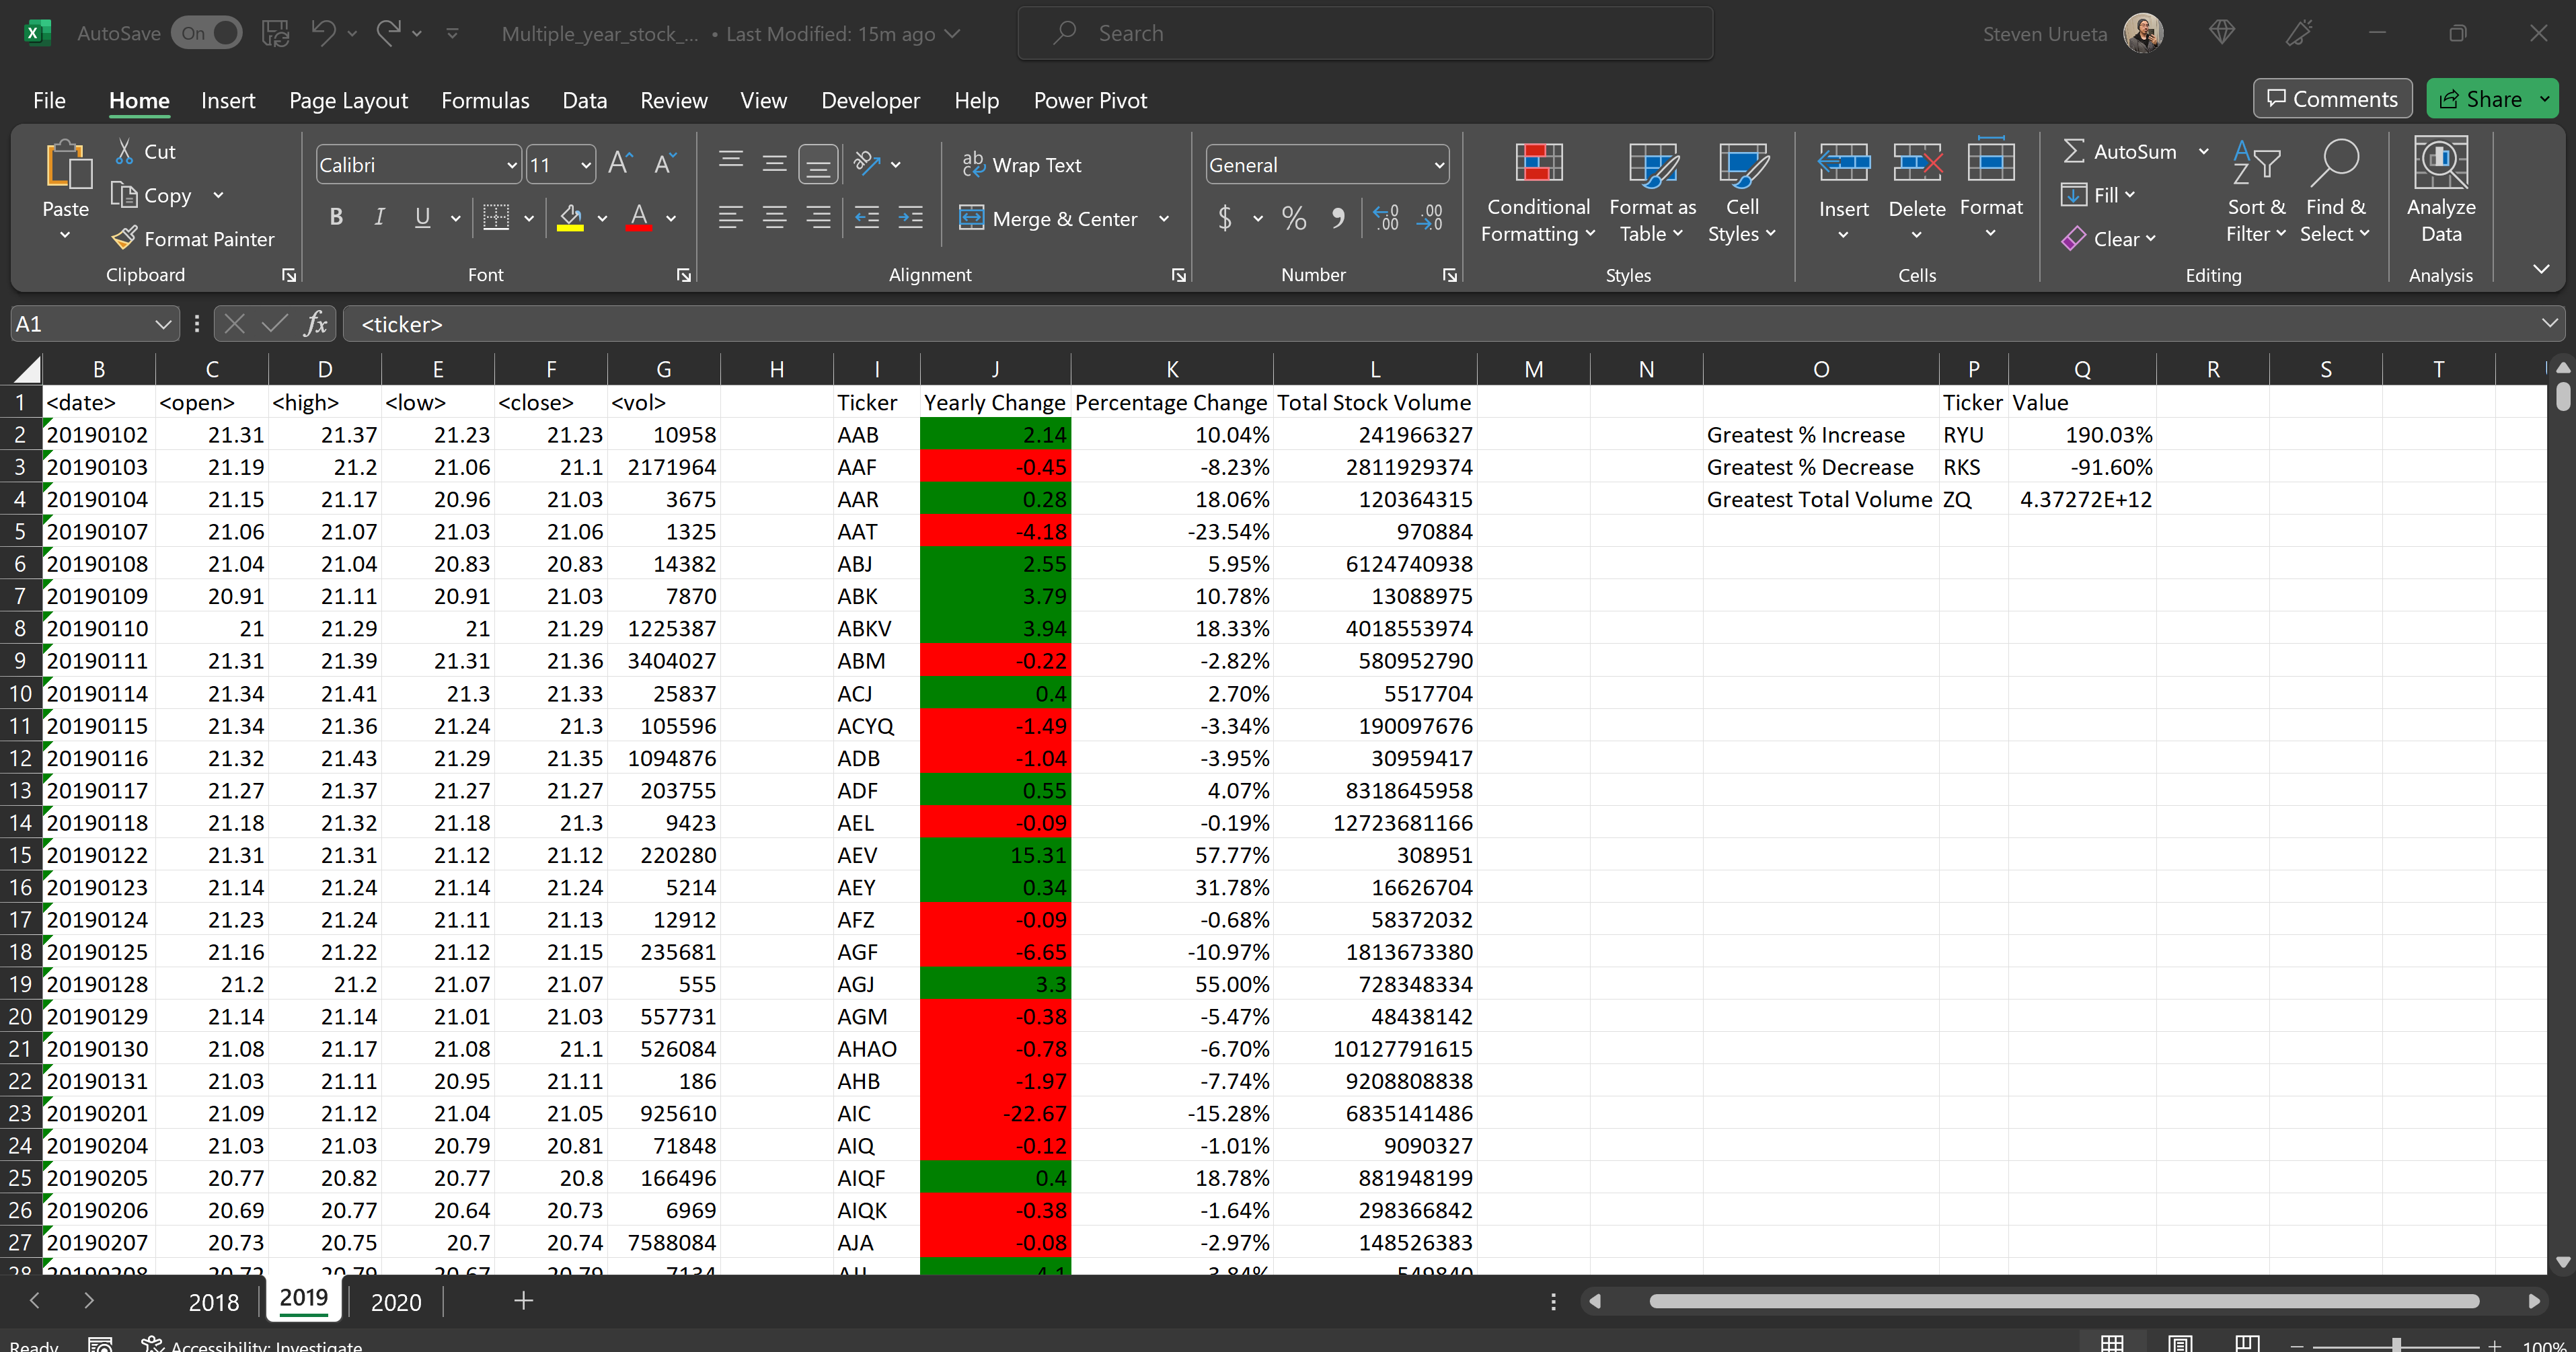 AutoSave On Multiple_year_stock_... • Last Modified: 15m ago Search Steven Urueta
File Home Insert Page Layout Formulas Data Review View Developer Help Power Pivot Comments Share
Paste Cut Copy Format Painter Clipboard
Calibri 11 B I U A Font
Wrap Text Merge & Center Alignment
General $ % Number
Conditional Formatting Format as Table Cell Styles Styles
Insert Delete Format Cells
AutoSum Fill Clear Sort & Filter Find & Select Editing
Analyze Data Analysis
A1 fx <ticker>
B C D E F G H I J K L M N O P Q R S T
1 <date> <open> <high> <low> <close> <vol> Ticker Yearly Change Percentage Change Total Stock Volume Ticker Value
2 20190102 21.31 21.37 21.23 21.23 10958 AAB 2.14 10.04% 241966327 Greatest % Increase RYU 190.03%
3 20190103 21.19 21.2 21.06 21.1 2171964 AAF -0.45 -8.23% 2811929374 Greatest % Decrease RKS -91.60%
4 20190104 21.15 21.17 20.96 21.03 3675 AAR 0.28 18.06% 120364315 Greatest Total Volume ZQ 4.37272E+12
5 20190107 21.06 21.07 21.03 21.06 1325 AAT -4.18 -23.54% 970884
6 20190108 21.04 21.04 20.83 20.83 14382 ABJ 2.55 5.95% 6124740938
7 20190109 20.91 21.11 20.91 21.03 7870 ABK 3.79 10.78% 13088975
8 20190110 21 21.29 21 21.29 1225387 ABKV 3.94 18.33% 4018553974
9 20190111 21.31 21.39 21.31 21.36 3404027 ABM -0.22 -2.82% 580952790
10 20190114 21.34 21.41 21.3 21.33 25837 ACJ 0.4 2.70% 5517704
11 20190115 21.34 21.36 21.24 21.3 105596 ACYQ -1.49 -3.34% 190097676
12 20190116 21.32 21.43 21.29 21.35 1094876 ADB -1.04 -3.95% 30959417
13 20190117 21.27 21.37 21.27 21.27 203755 ADF 0.55 4.07% 8318645958
14 20190118 21.18 21.32 21.18 21.3 9423 AEL -0.09 -0.19% 12723681166
15 20190122 21.31 21.31 21.12 21.12 220280 AEV 15.31 57.77% 308951
16 20190123 21.14 21.24 21.14 21.24 5214 AEY 0.34 31.78% 16626704
17 20190124 21.23 21.24 21.11 21.13 12912 AFZ -0.09 -0.68% 58372032
18 20190125 21.16 21.22 21.12 21.15 235681 AGF -6.65 -10.97% 1813673380
19 20190128 21.2 21.2 21.07 21.07 555 AGJ 3.3 55.00% 728348334
20 20190129 21.14 21.14 21.01 21.03 557731 AGM -0.38 -5.47% 48438142
21 20190130 21.08 21.17 21.08 21.1 526084 AHAO -0.78 -6.70% 10127791615
22 20190131 21.03 21.11 20.95 21.11 186 AHB -1.97 -7.74% 9208808838
23 20190201 21.09 21.12 21.04 21.05 925610 AIC -22.67 -15.28% 6835141486
24 20190204 21.03 21.03 20.79 20.81 71848 AIQ -0.12 -1.01% 9090327
25 20190205 20.77 20.82 20.77 20.8 166496 AIQF 0.4 18.78% 881948199
26 20190206 20.69 20.77 20.64 20.73 6969 AIQK -0.38 -1.64% 298366842
27 20190207 20.73 20.75 20.7 20.74 7588084 AJA -0.08 -2.97% 148526383
28 20190208 20.72 20.79 20.67 20.79 7134 4.1 3.84% 549840
2018 2019 2020
Ready Accessibility: Investigate 100%